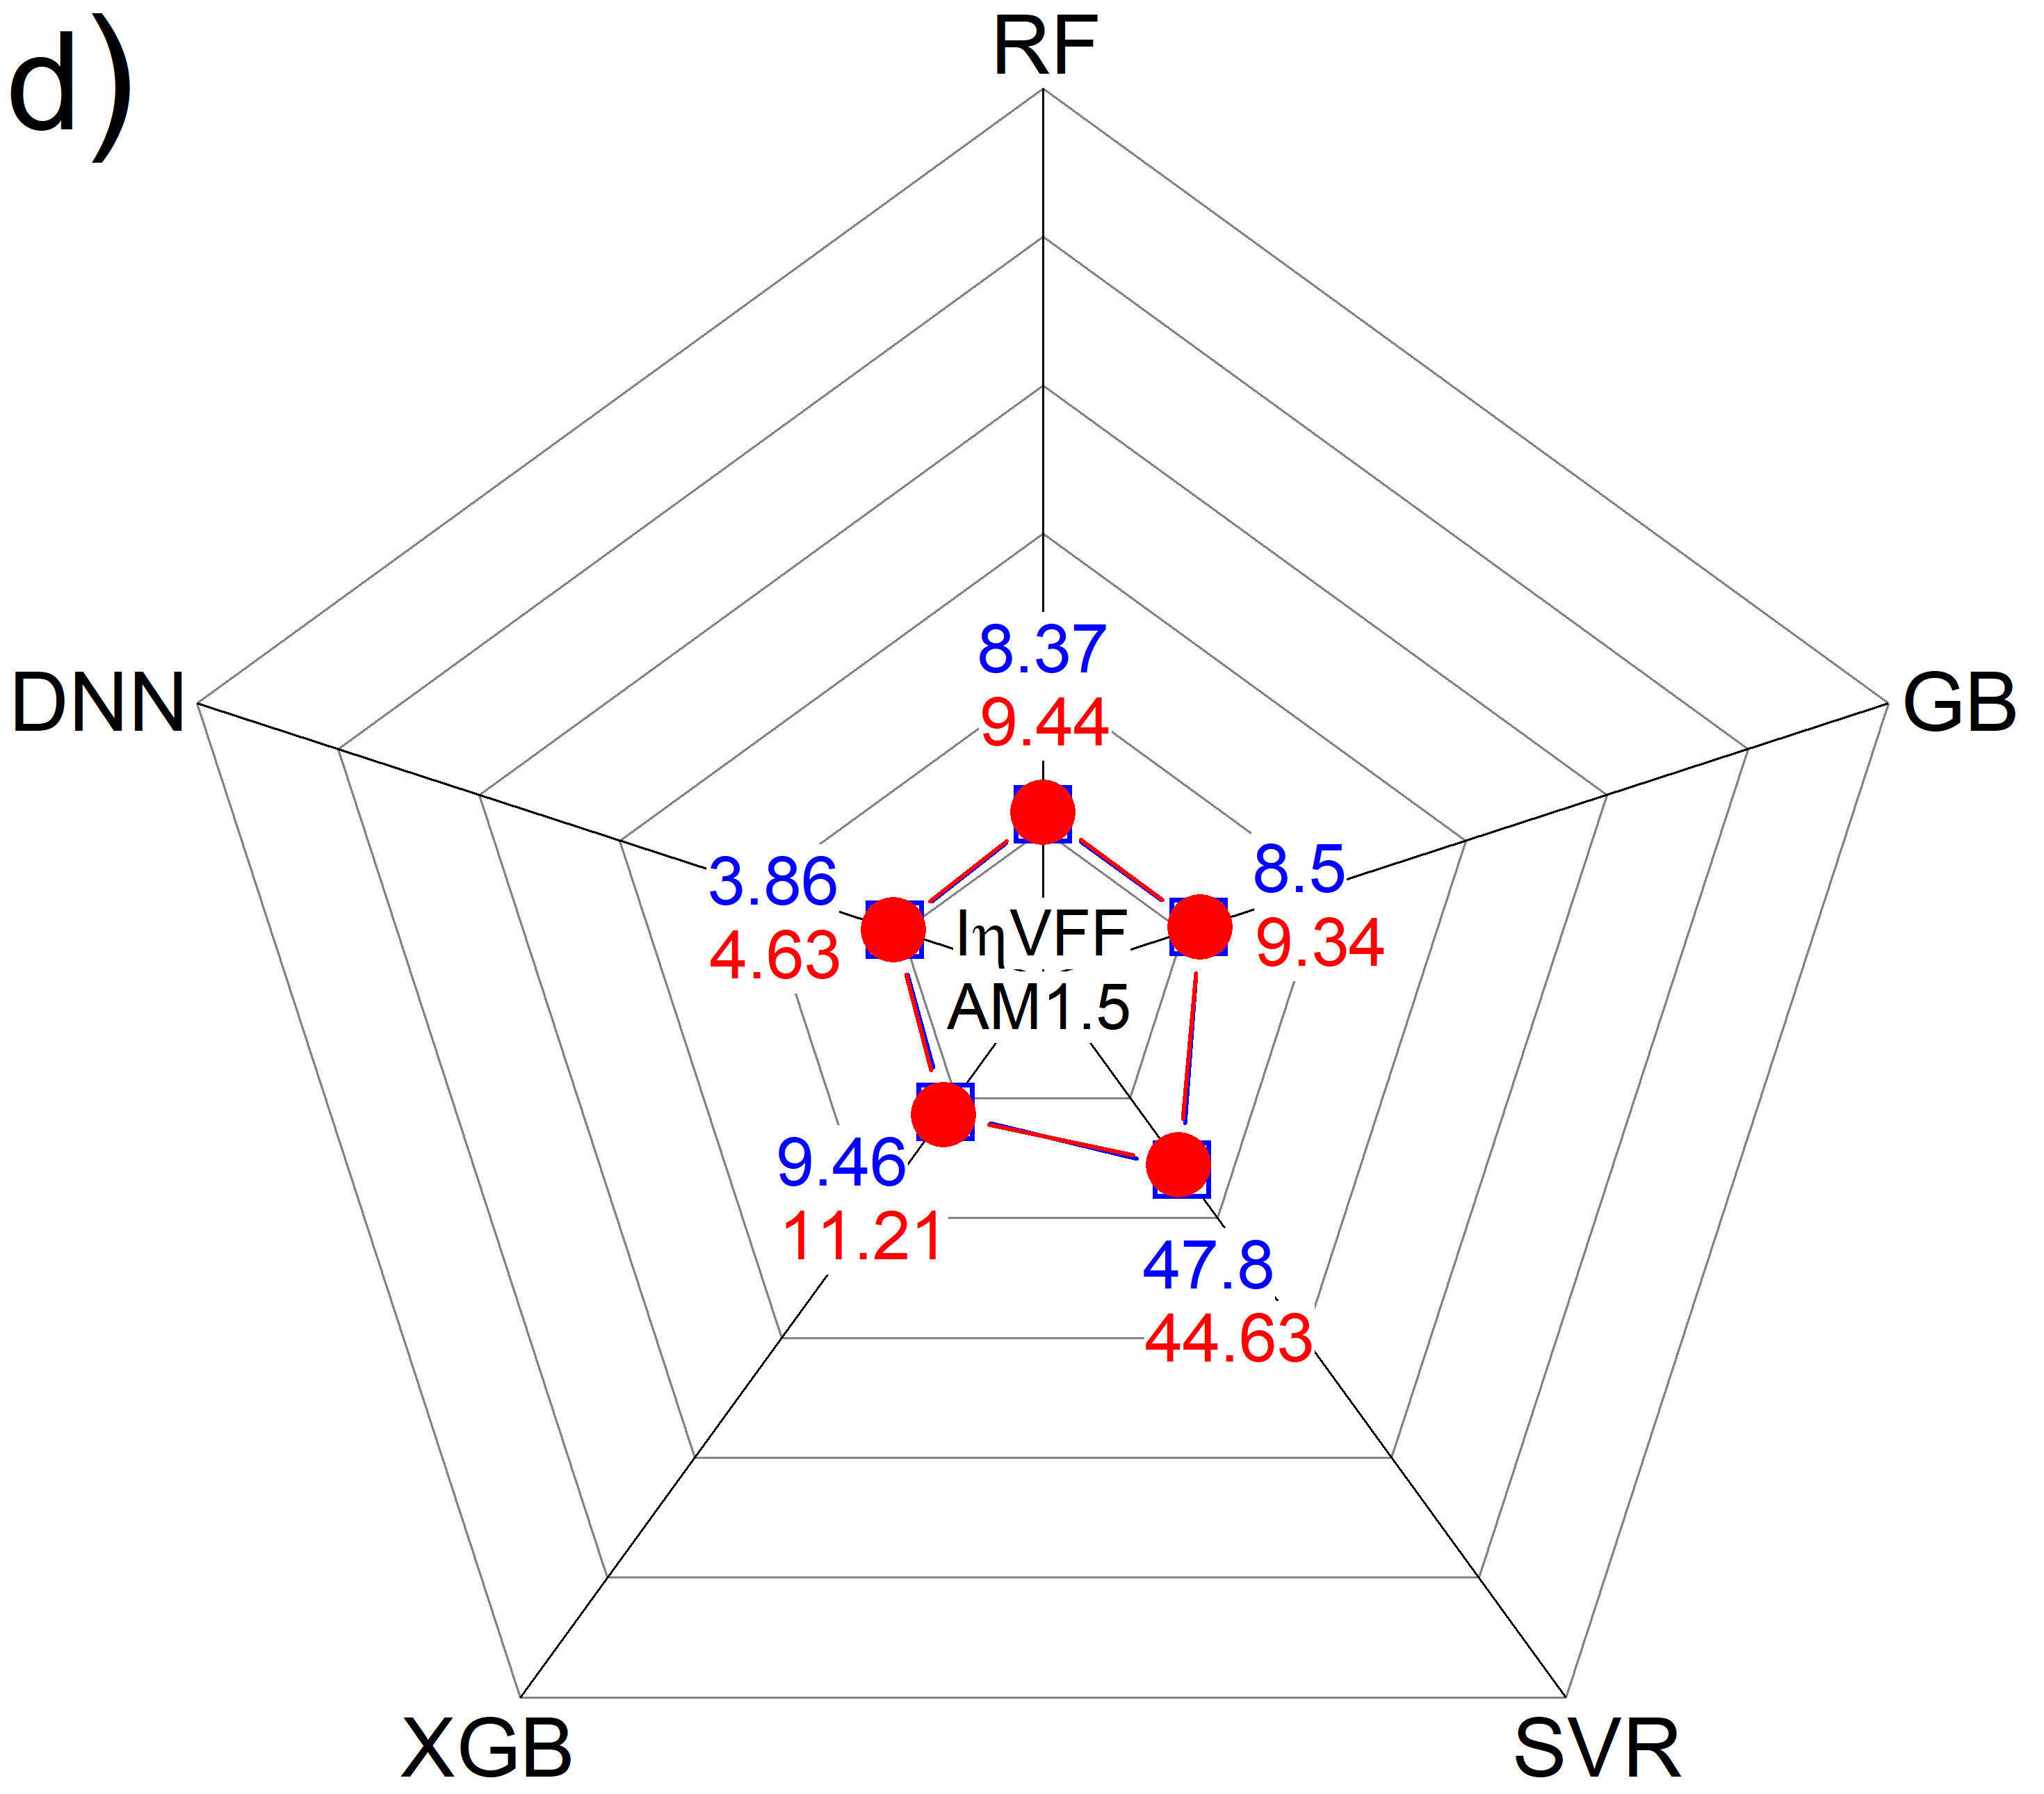 d)
RF
DNN
GB
8.37
9.44
3.86
4.63
8.5
9.34
IηVFF
AM1.5
9.46
11.21
47.8
44.63
XGB
SVR